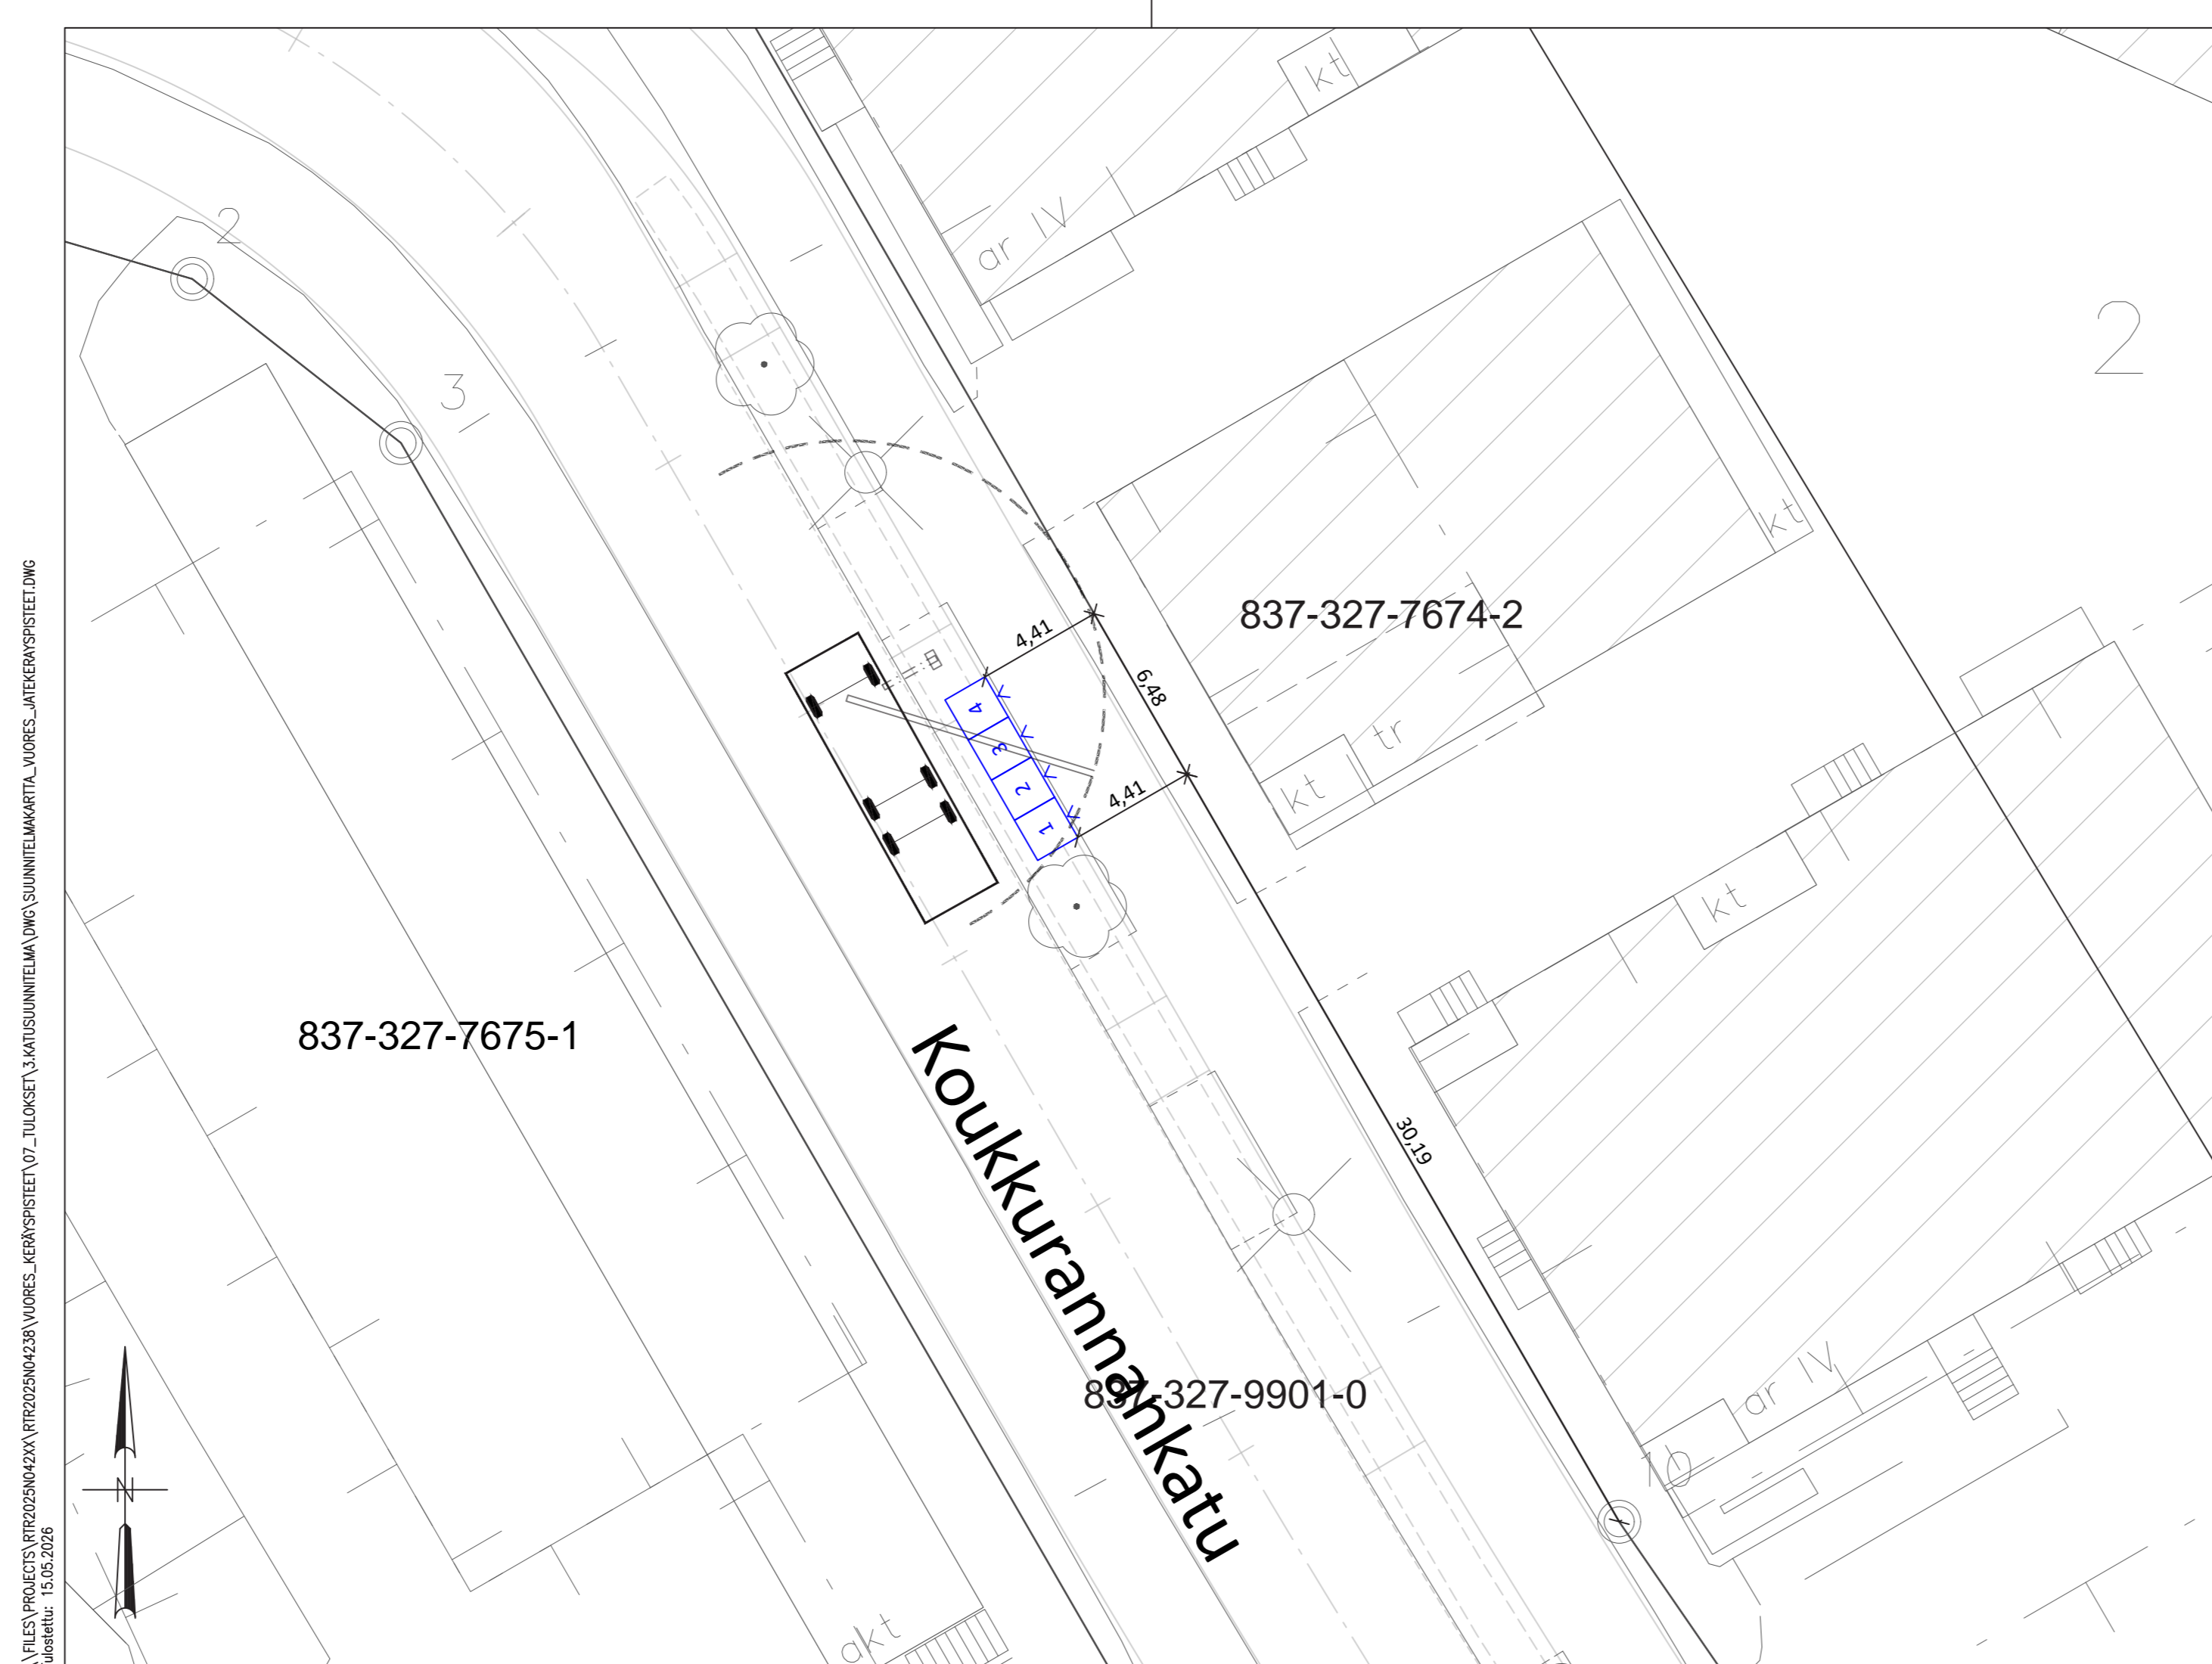 kt
2
ar IV
2
3
kt
837-327-7674-2
4,41
6,48
4
3
2
1
4,41
tr
kt
kt
837-327-7675-1
Koukkurannankatu
30,19
837-327-9901-0
ar IV
10
N
akt
\FILES\PROJECTS\RTR2025N042XX\RTR2025N04238\VUORES_KERÄYSPISTEET\07_TULOKSET\3.KATUSUUNNITELMA\DWG\SUUNNITELMAKARTTA_VUORES_JATEKERAYSPISTEET.DWG
ulostettu: 15.05.2026